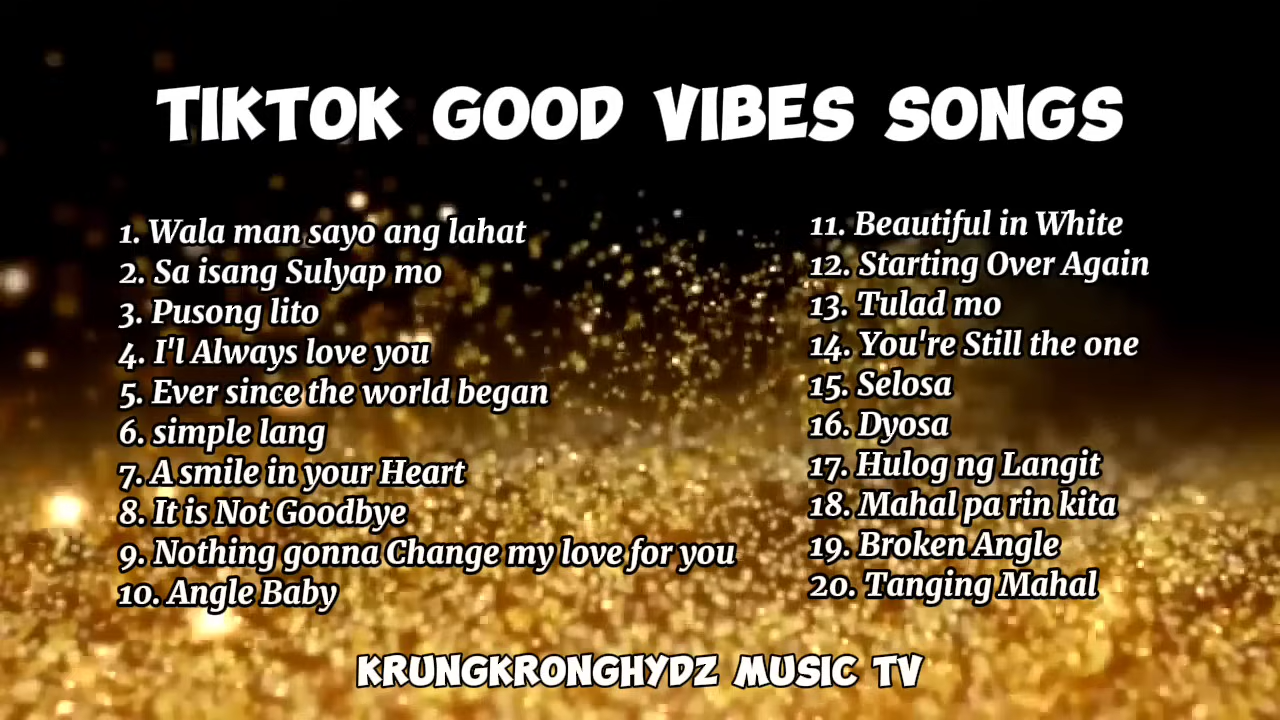 TIKTOK GOOD VIBES SONGS
1. Wala man sayo ang lahat
2. Sa isang Sulyap mo
3. Pusong lito
4. I'l Always love you
5. Ever since the world began
6. simple lang
7. A smile in your Heart
8. It is Not Goodbye
9. Nothing gonna Change my love for you
10. Angle Baby
11. Beautiful in White
12. Starting Over Again
13. Tulad mo
14. You're Still the one
15. Selosa
16. Dyosa
17. Hulog ng Langit
18. Mahal pa rin kita
19. Broken Angle
20. Tanging Mahal
KRUNGKRONGHYDZ MUSIC TV